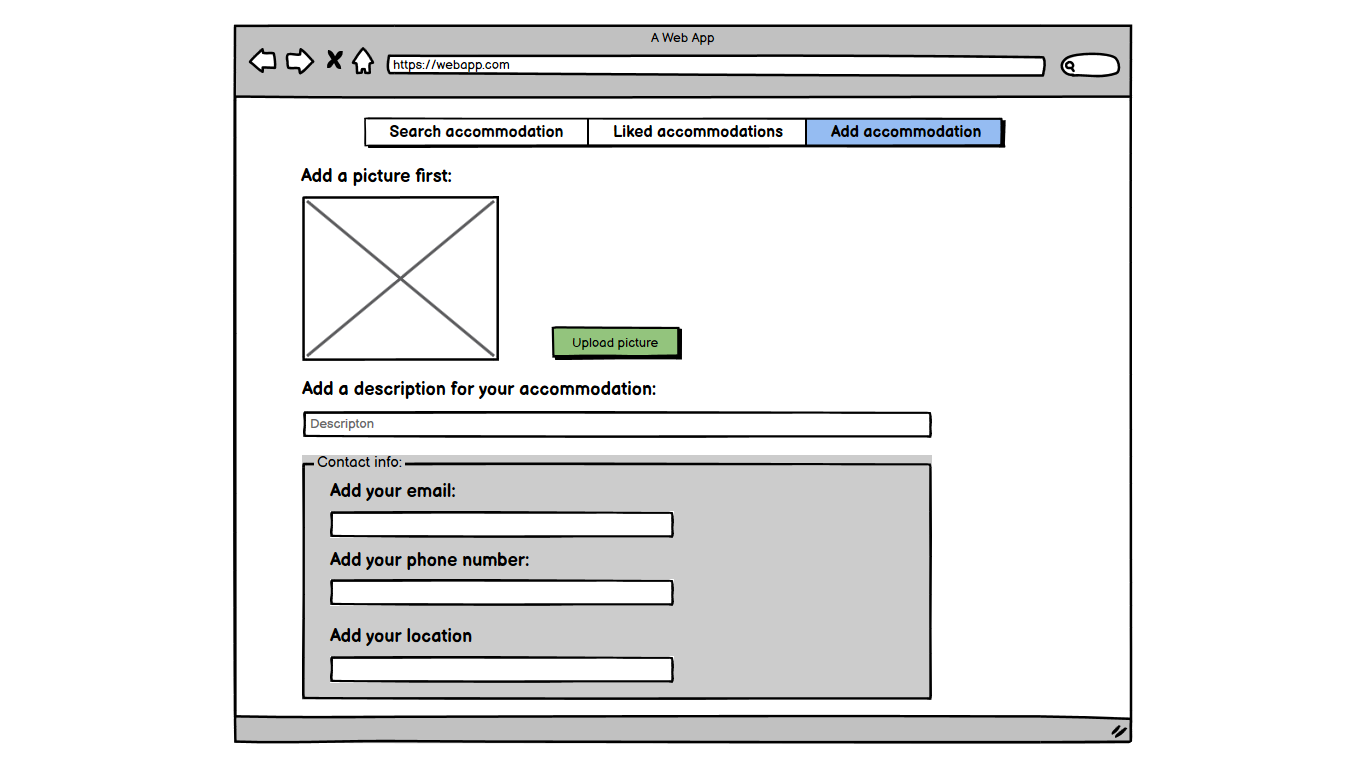 A Web App
https://webapp.com
Search accommodation Liked accommodations Add accommodation
Add a picture first:
Upload picture
Add a description for your accommodation:
Descripton
Contact info:
Add your email:
Add your phone number:
Add your location